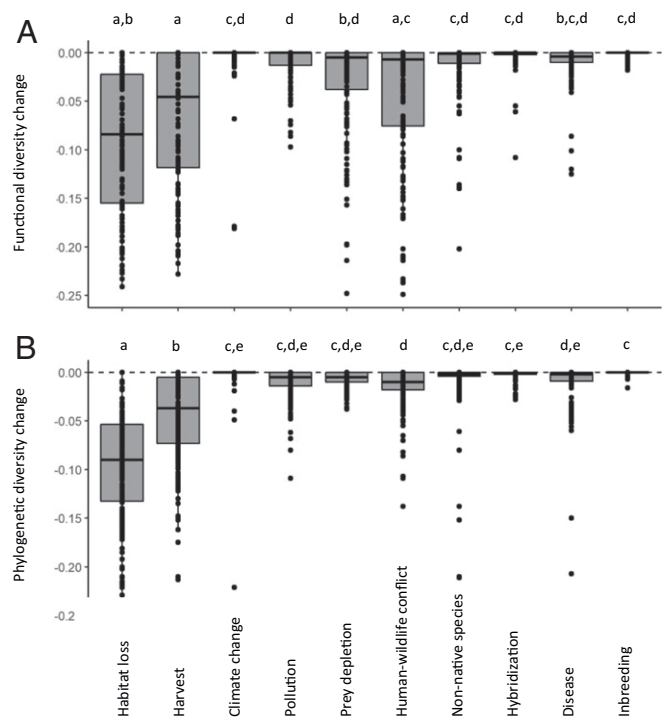 A
a,b a c,d d b,d a,c c,d c,d b,c,d c,d
Functional diversity change
0.00
-0.05
-0.10
-0.15
-0.20
-0.25
B
a b c,e c,d,e c,d,e d c,d,e c,e d,e c
Phylogenetic diversity change
0.00
-0.05
-0.10
-0.15
-0.20
-0.2
Habitat loss
Harvest
Climate change
Pollution
Prey depletion
Human-wildlife conflict
Non-native species
Hybridization
Disease
Inbreeding